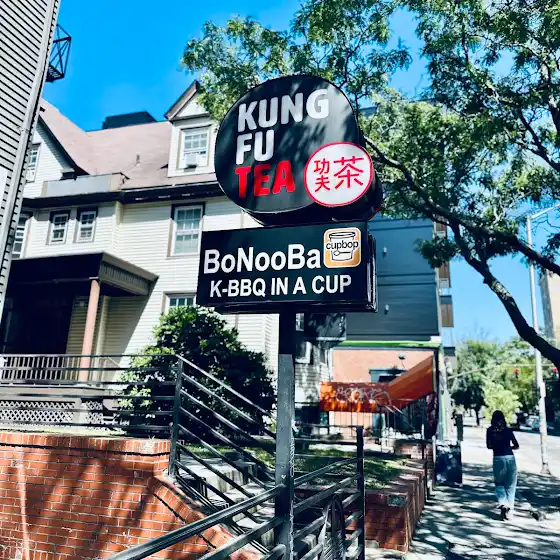 KUNG
FU
TEA
功夫茶
BoNooBa
cupbop
K-BBQ IN A CUP